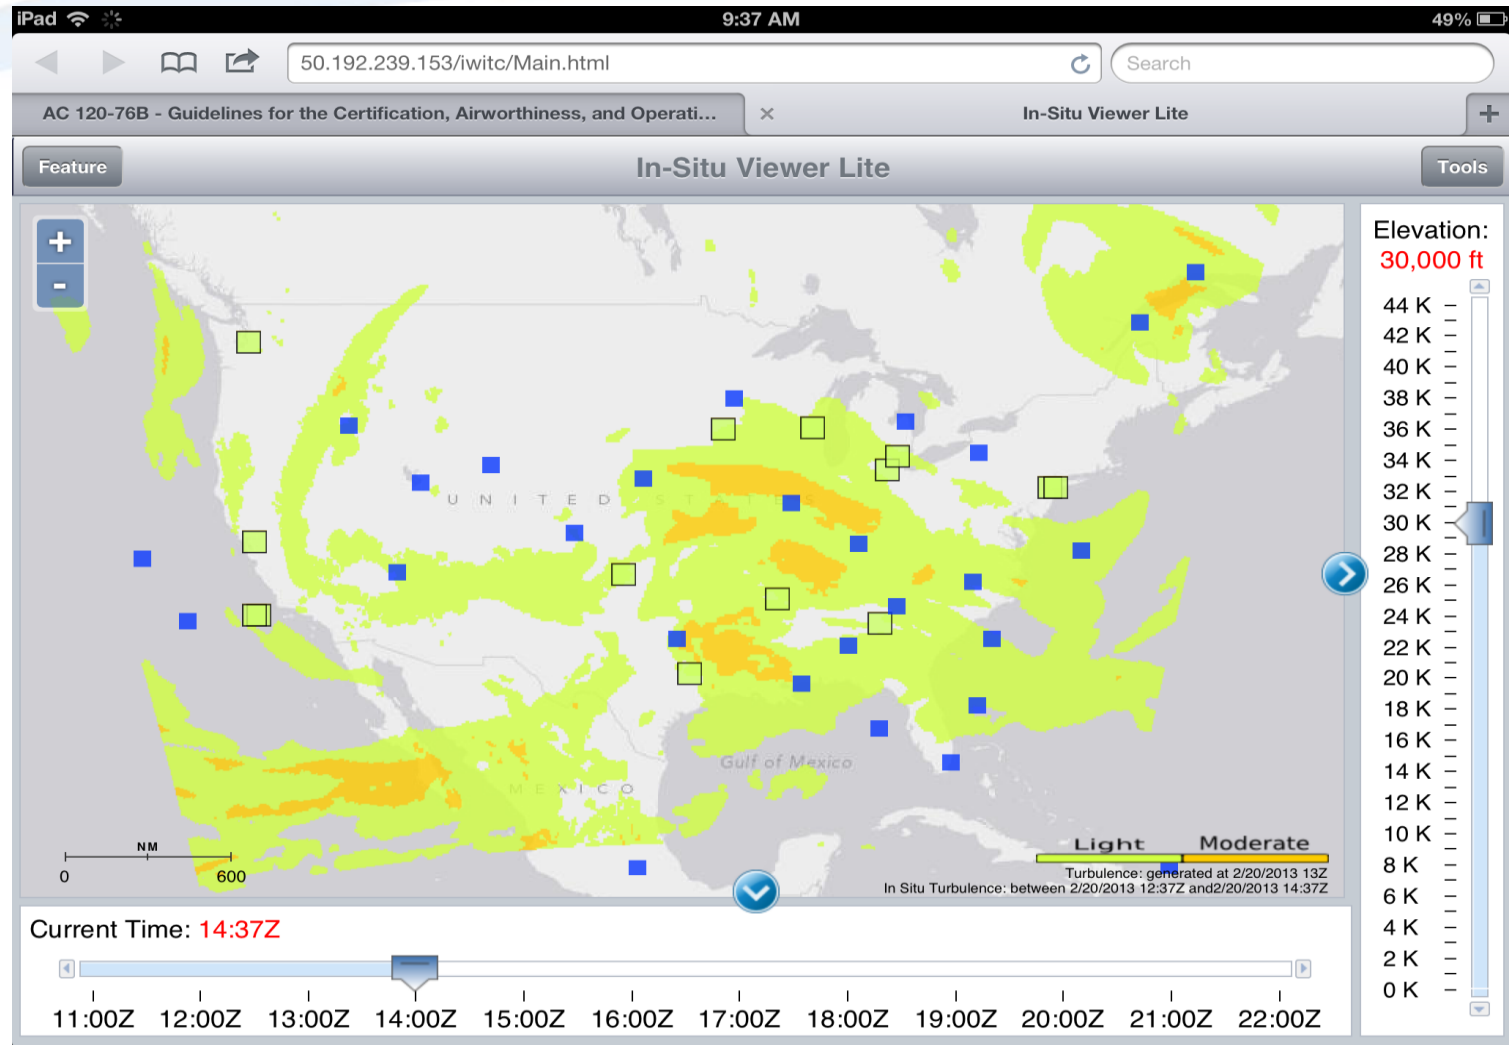 iPad 9:37 AM 49%
50.192.239.153/iwitc/Main.html Search
AC 120-76B - Guidelines for the Certification, Airworthiness, and Operati... × In-Situ Viewer Lite +
Feature In-Situ Viewer Lite Tools
+
-
Elevation:
30,000 ft
44 K
42 K
40 K
38 K
36 K
34 K
32 K
30 K
28 K
26 K
24 K
22 K
20 K
18 K
16 K
14 K
12 K
10 K
8 K
6 K
4 K
2 K
0 K
UNITED STATES
Gulf of Mexico
MEXICO
NM
0 600
Light Moderate
Turbulence: generated at 2/20/2013 13Z
In Situ Turbulence: between 2/20/2013 12:37Z and2/20/2013 14:37Z
Current Time: 14:37Z
11:00Z 12:00Z 13:00Z 14:00Z 15:00Z 16:00Z 17:00Z 18:00Z 19:00Z 20:00Z 21:00Z 22:00Z